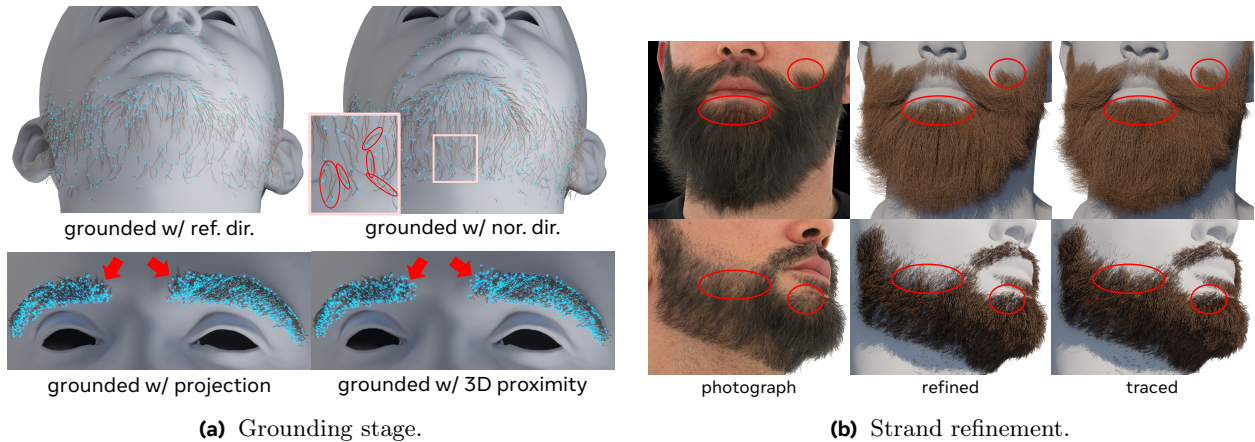 grounded w/ ref. dir.
grounded w/ nor. dir.
grounded w/ projection
grounded w/ 3D proximity
(a) Grounding stage.
photograph
refined
traced
(b) Strand refinement.